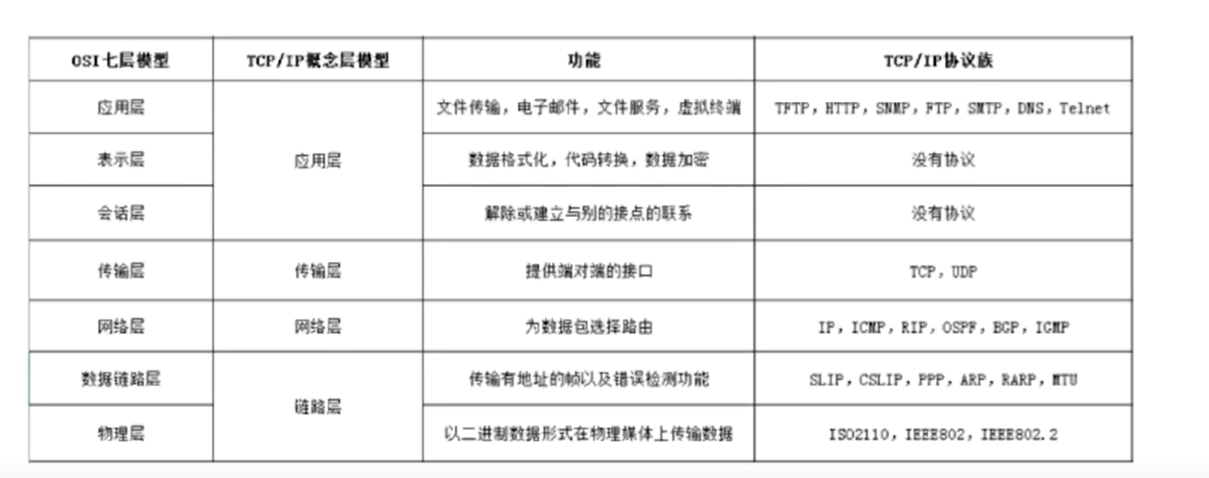 OSI七层模型 TCP/IP概念层模型 功能 TCP/IP协议族
应用层 文件传输，电子邮件，文件服务，虚拟终端 TFTP，HTTP，SNMP，FTP，SMTP，DNS，Telnet
表示层 应用层 数据格式化，代码转换，数据加密 没有协议
会话层 解除或建立与别的接点的联系 没有协议
传输层 传输层 提供端对端的接口 TCP，UDP
网络层 网络层 为数据包选择路由 IP，ICMP，RIP，OSPF，BGP，IGMP
数据链路层 传输有地址的帧以及错误检测功能 SLIP，CSLIP，PPP，ARP，RARP，MTU
链路层
物理层 以二进制数据形式在物理媒体上传输数据 ISO2110，IEEE802，IEEE802.2